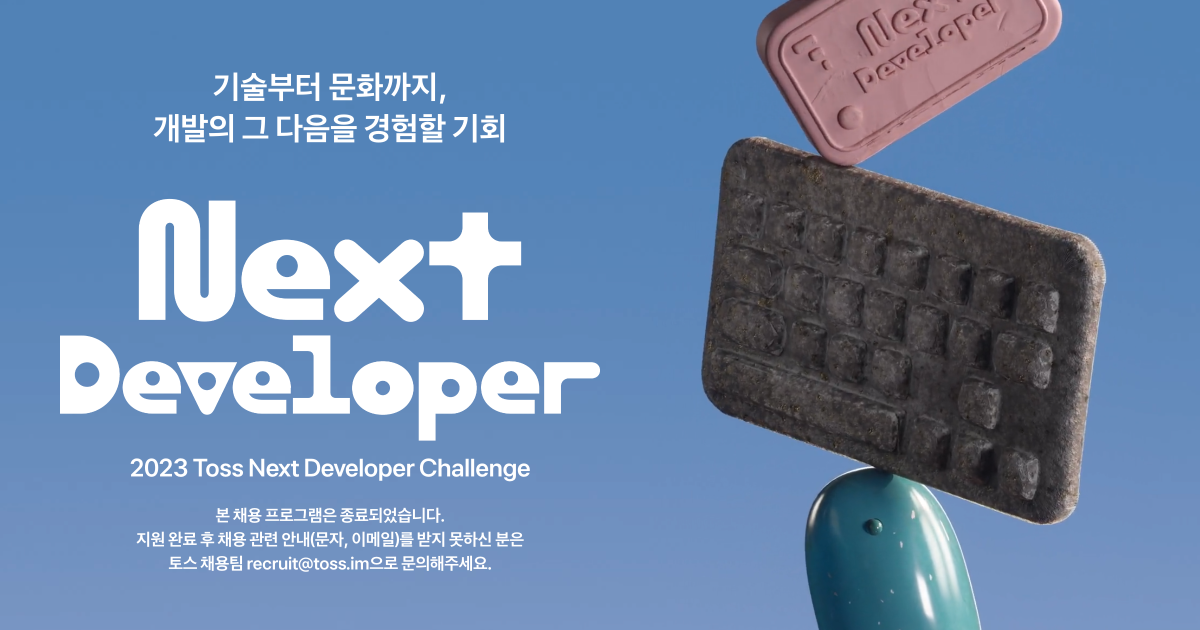 기술부터 문화까지,
개발의 그 다음을 경험할 기회
Next
Developer
2023 Toss Next Developer Challenge
본 채용 프로그램은 종료되었습니다.
지원 완료 후 채용 관련 안내(문자, 이메일)를 받지 못하신 분은
토스 채용팀 recruit@toss.im으로 문의해주세요.
Next
Developer